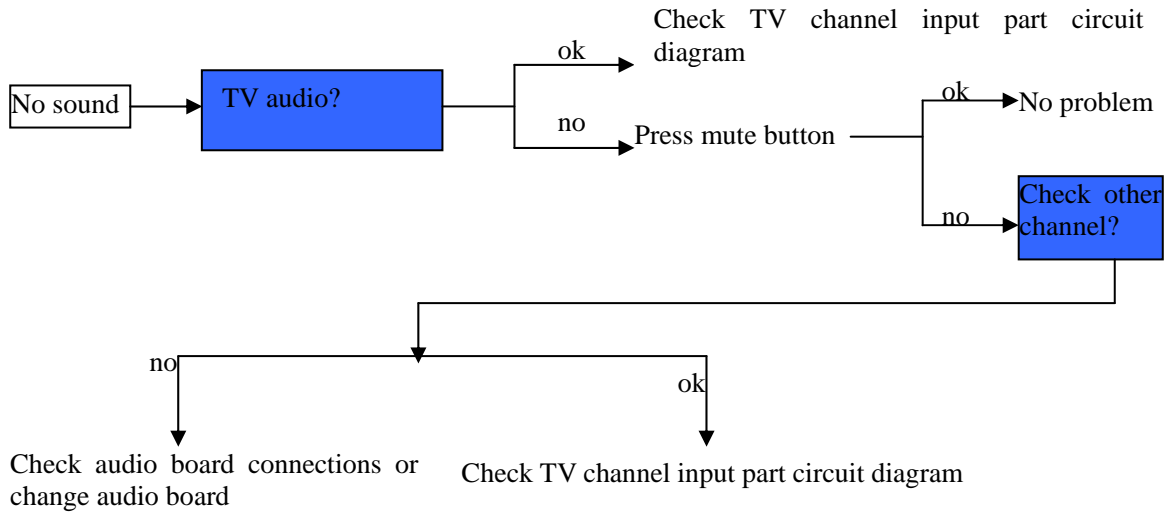 Check TV channel input part circuit
diagram
ok
No sound
TV audio?
no
Press mute button
ok
No problem
no
Check other
channel?
no
ok
Check audio board connections or
change audio board
Check TV channel input part circuit diagram